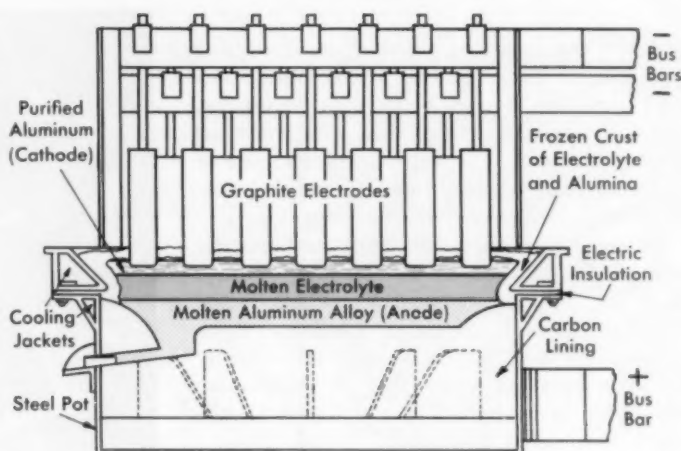 − Bus
Bars
−
Purified
Aluminum
(Cathode)
Frozen Crust
of Electrolyte
and Alumina
Graphite Electrodes
Electric
Insulation
Molten Electrolyte
Molten Aluminum Alloy (Anode)
Cooling
Jackets
Carbon
Lining
Steel Pot
+
Bus
Bar